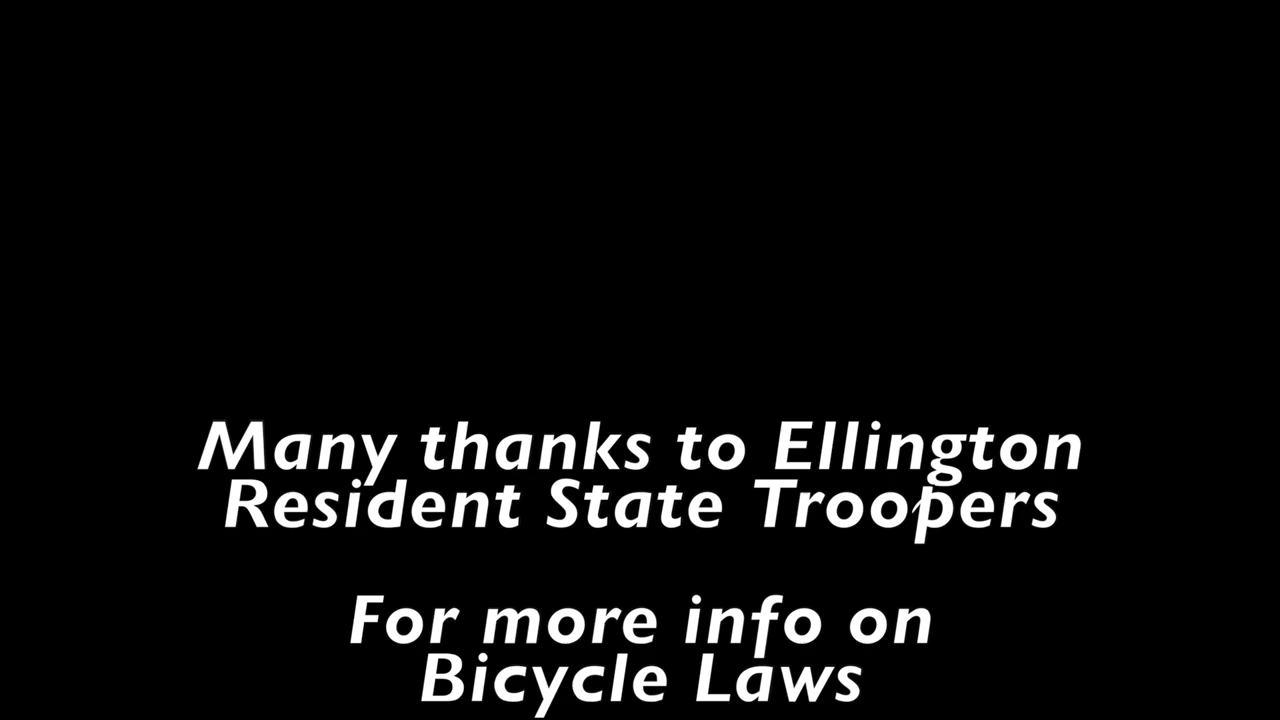 Many thanks to Ellington
Resident State Troopers
For more info on
Bicycle Laws